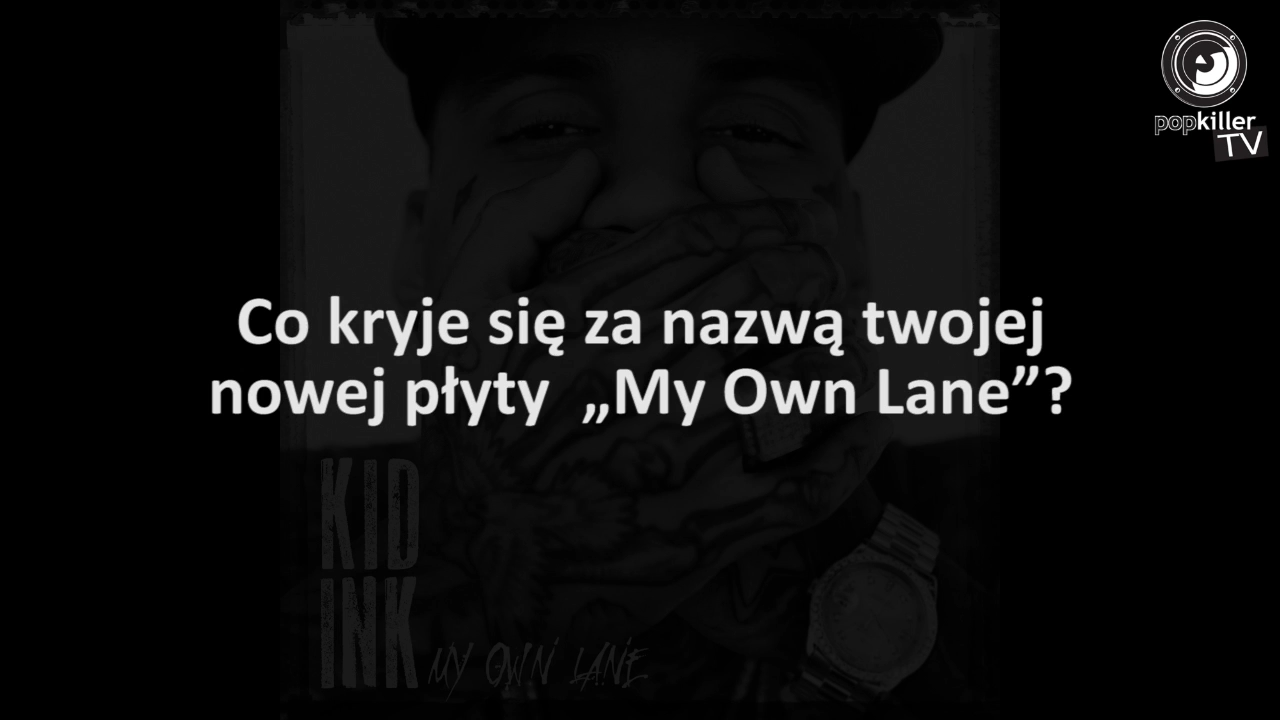 popkiller
TV
Co kryje się za nazwą twojej
nowej płyty „My Own Lane”?
KID
INK
MY OWN LANE